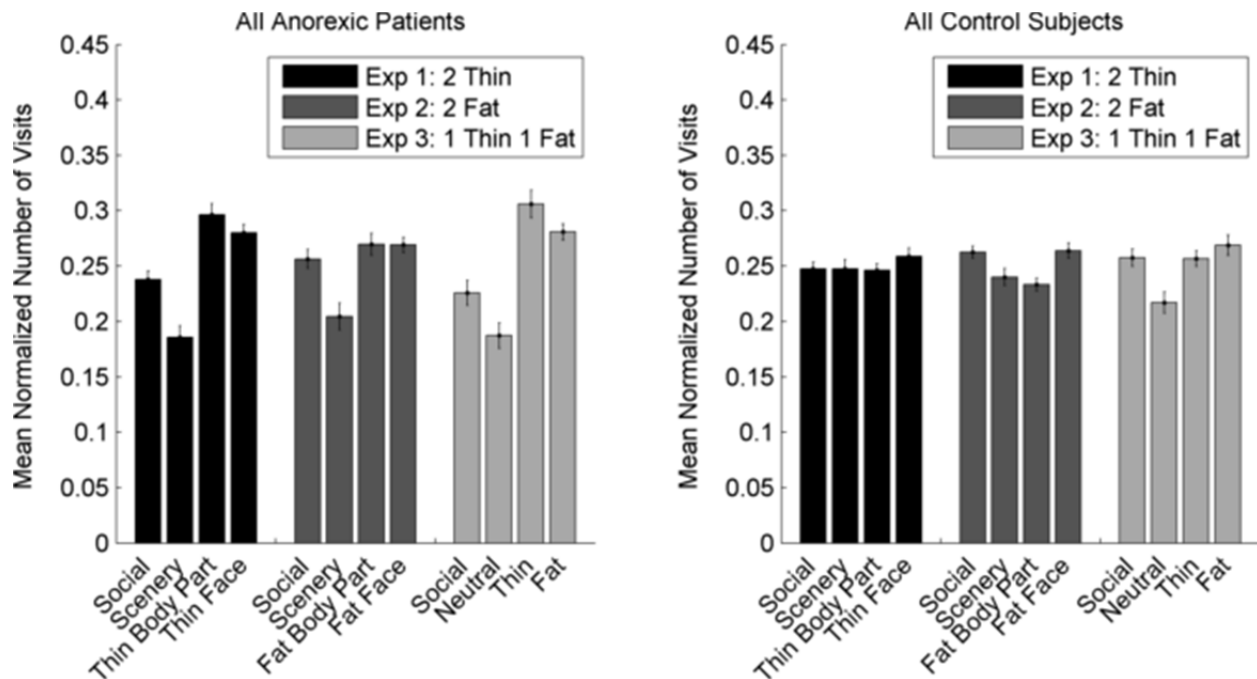 All Anorexic Patients
Mean Normalized Number of Visits
0.45
0.4
0.35
0.3
0.25
0.2
0.15
0.1
0.05
0
Exp 1: 2 Thin
Exp 2: 2 Fat
Exp 3: 1 Thin 1 Fat
Social
Scenery
Thin Body Part
Thin Face
Social
Scenery
Fat Body Part
Fat Face
Social
Neutral
Thin
Fat
All Control Subjects
Mean Normalized Number of Visits
0.45
0.4
0.35
0.3
0.25
0.2
0.15
0.1
0.05
0
Exp 1: 2 Thin
Exp 2: 2 Fat
Exp 3: 1 Thin 1 Fat
Social
Scenery
Thin Body Part
Thin Face
Social
Scenery
Fat Body Part
Fat Face
Social
Neutral
Thin
Fat